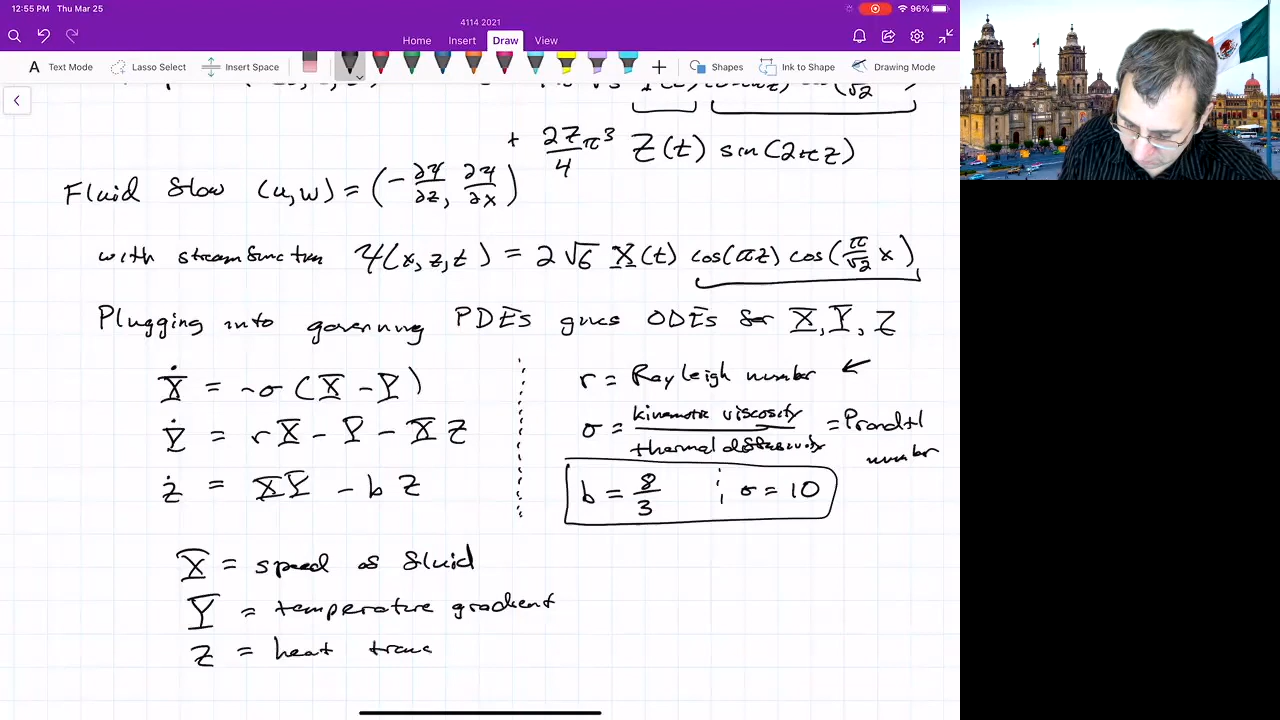 12:55 PM Thu Mar 25
96%
4114 2021
Home Insert Draw View
Text Mode Lasso Select Insert Space Shapes Ink to Shape Drawing Mode
+ 27/4 π³ Z(t) sin(2πz)
Fluid flow (u,w) = (-∂Ψ/∂z, ∂Ψ/∂x)
with streamfunction Ψ(x,z,t) = 2√6 X(t) cos(πz) cos(π/√2 x)
Plugging into governing PDEs gives ODEs for X, Y, Z
Ẋ = -σ(X - Y)
Ẏ = rX - Y - XZ
Ż = XY - bZ
r = Rayleigh number ←
σ = kinematic viscosity / thermal diffusivity = Prandtl number
b = 8/3 ; σ = 10
X = speed of fluid
Y = temperature gradient
Z = heat trans